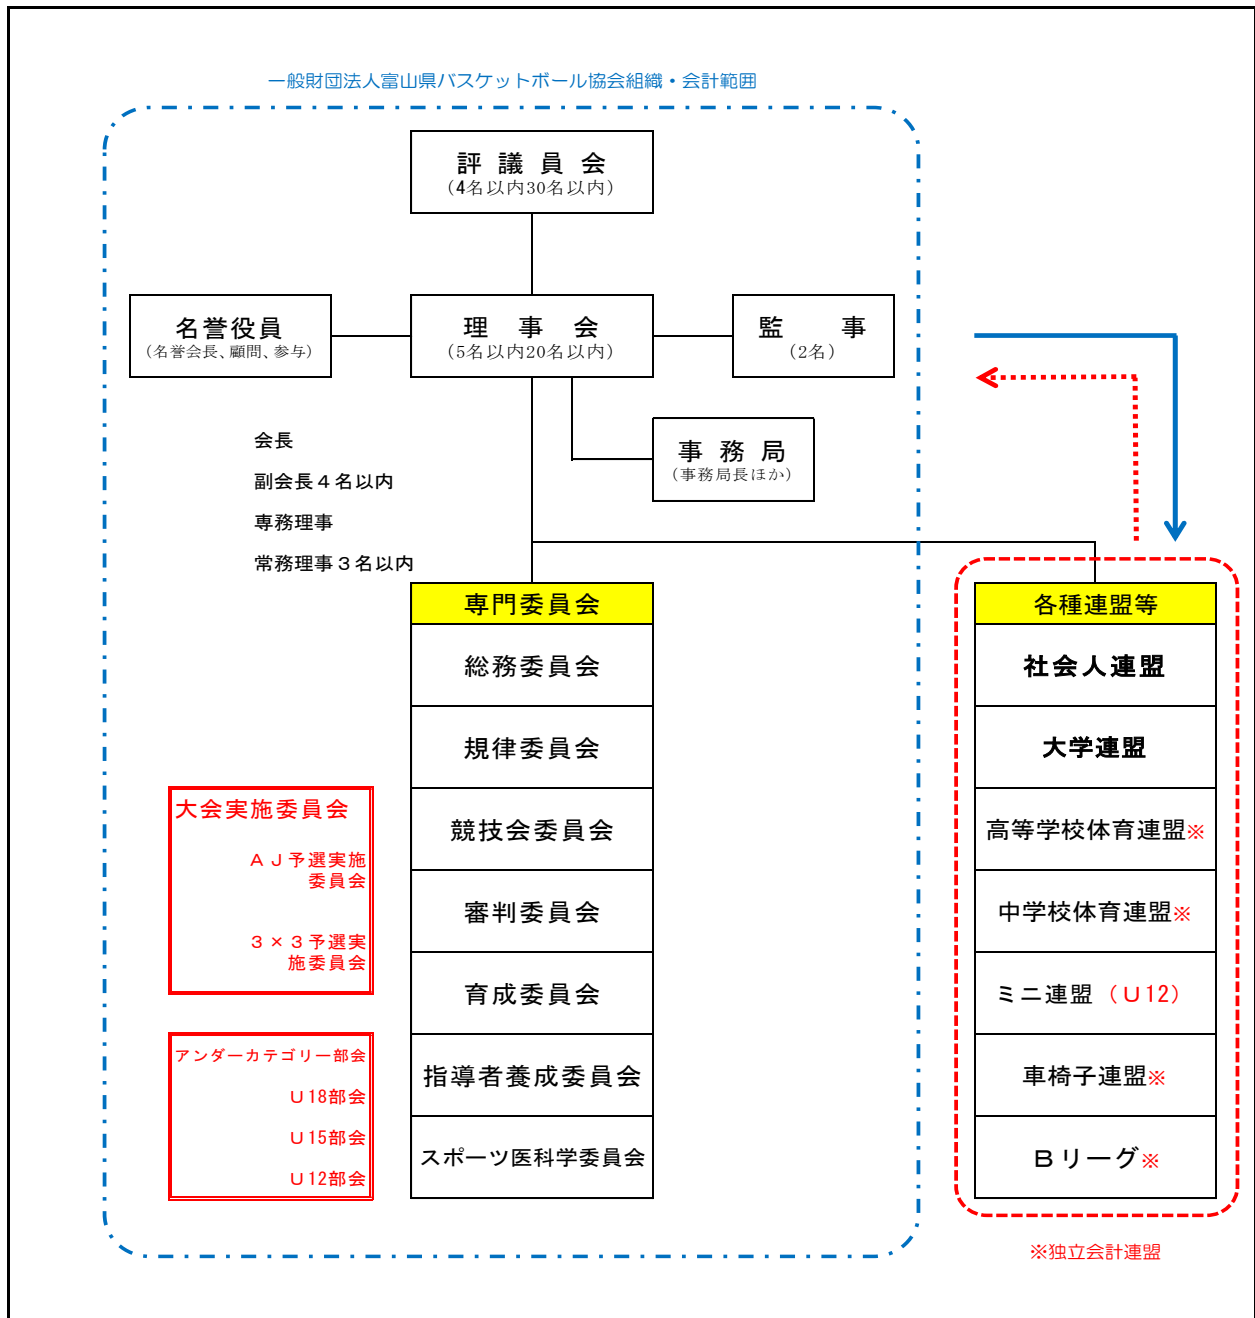 一般財団法人富山県バスケットボール協会組織・会計範囲
評議員会
（4名以内30名以内）
名誉役員
（名誉会長、顧問、参与）
理事会
（5名以内20名以内）
監事
（2名）
事務局
（事務局長ほか）
会長
副会長４名以内
専務理事
常務理事３名以内
専門委員会
総務委員会
規律委員会
競技会委員会
審判委員会
育成委員会
指導者養成委員会
スポーツ医科学委員会
大会実施委員会
ＡＪ予選実施
委員会
３×３予選実
施委員会
アンダーカテゴリー部会
Ｕ18部会
Ｕ15部会
Ｕ12部会
各種連盟等
社会人連盟
大学連盟
高等学校体育連盟※
中学校体育連盟※
ミニ連盟（Ｕ12）
車椅子連盟※
Ｂリーグ※
※独立会計連盟